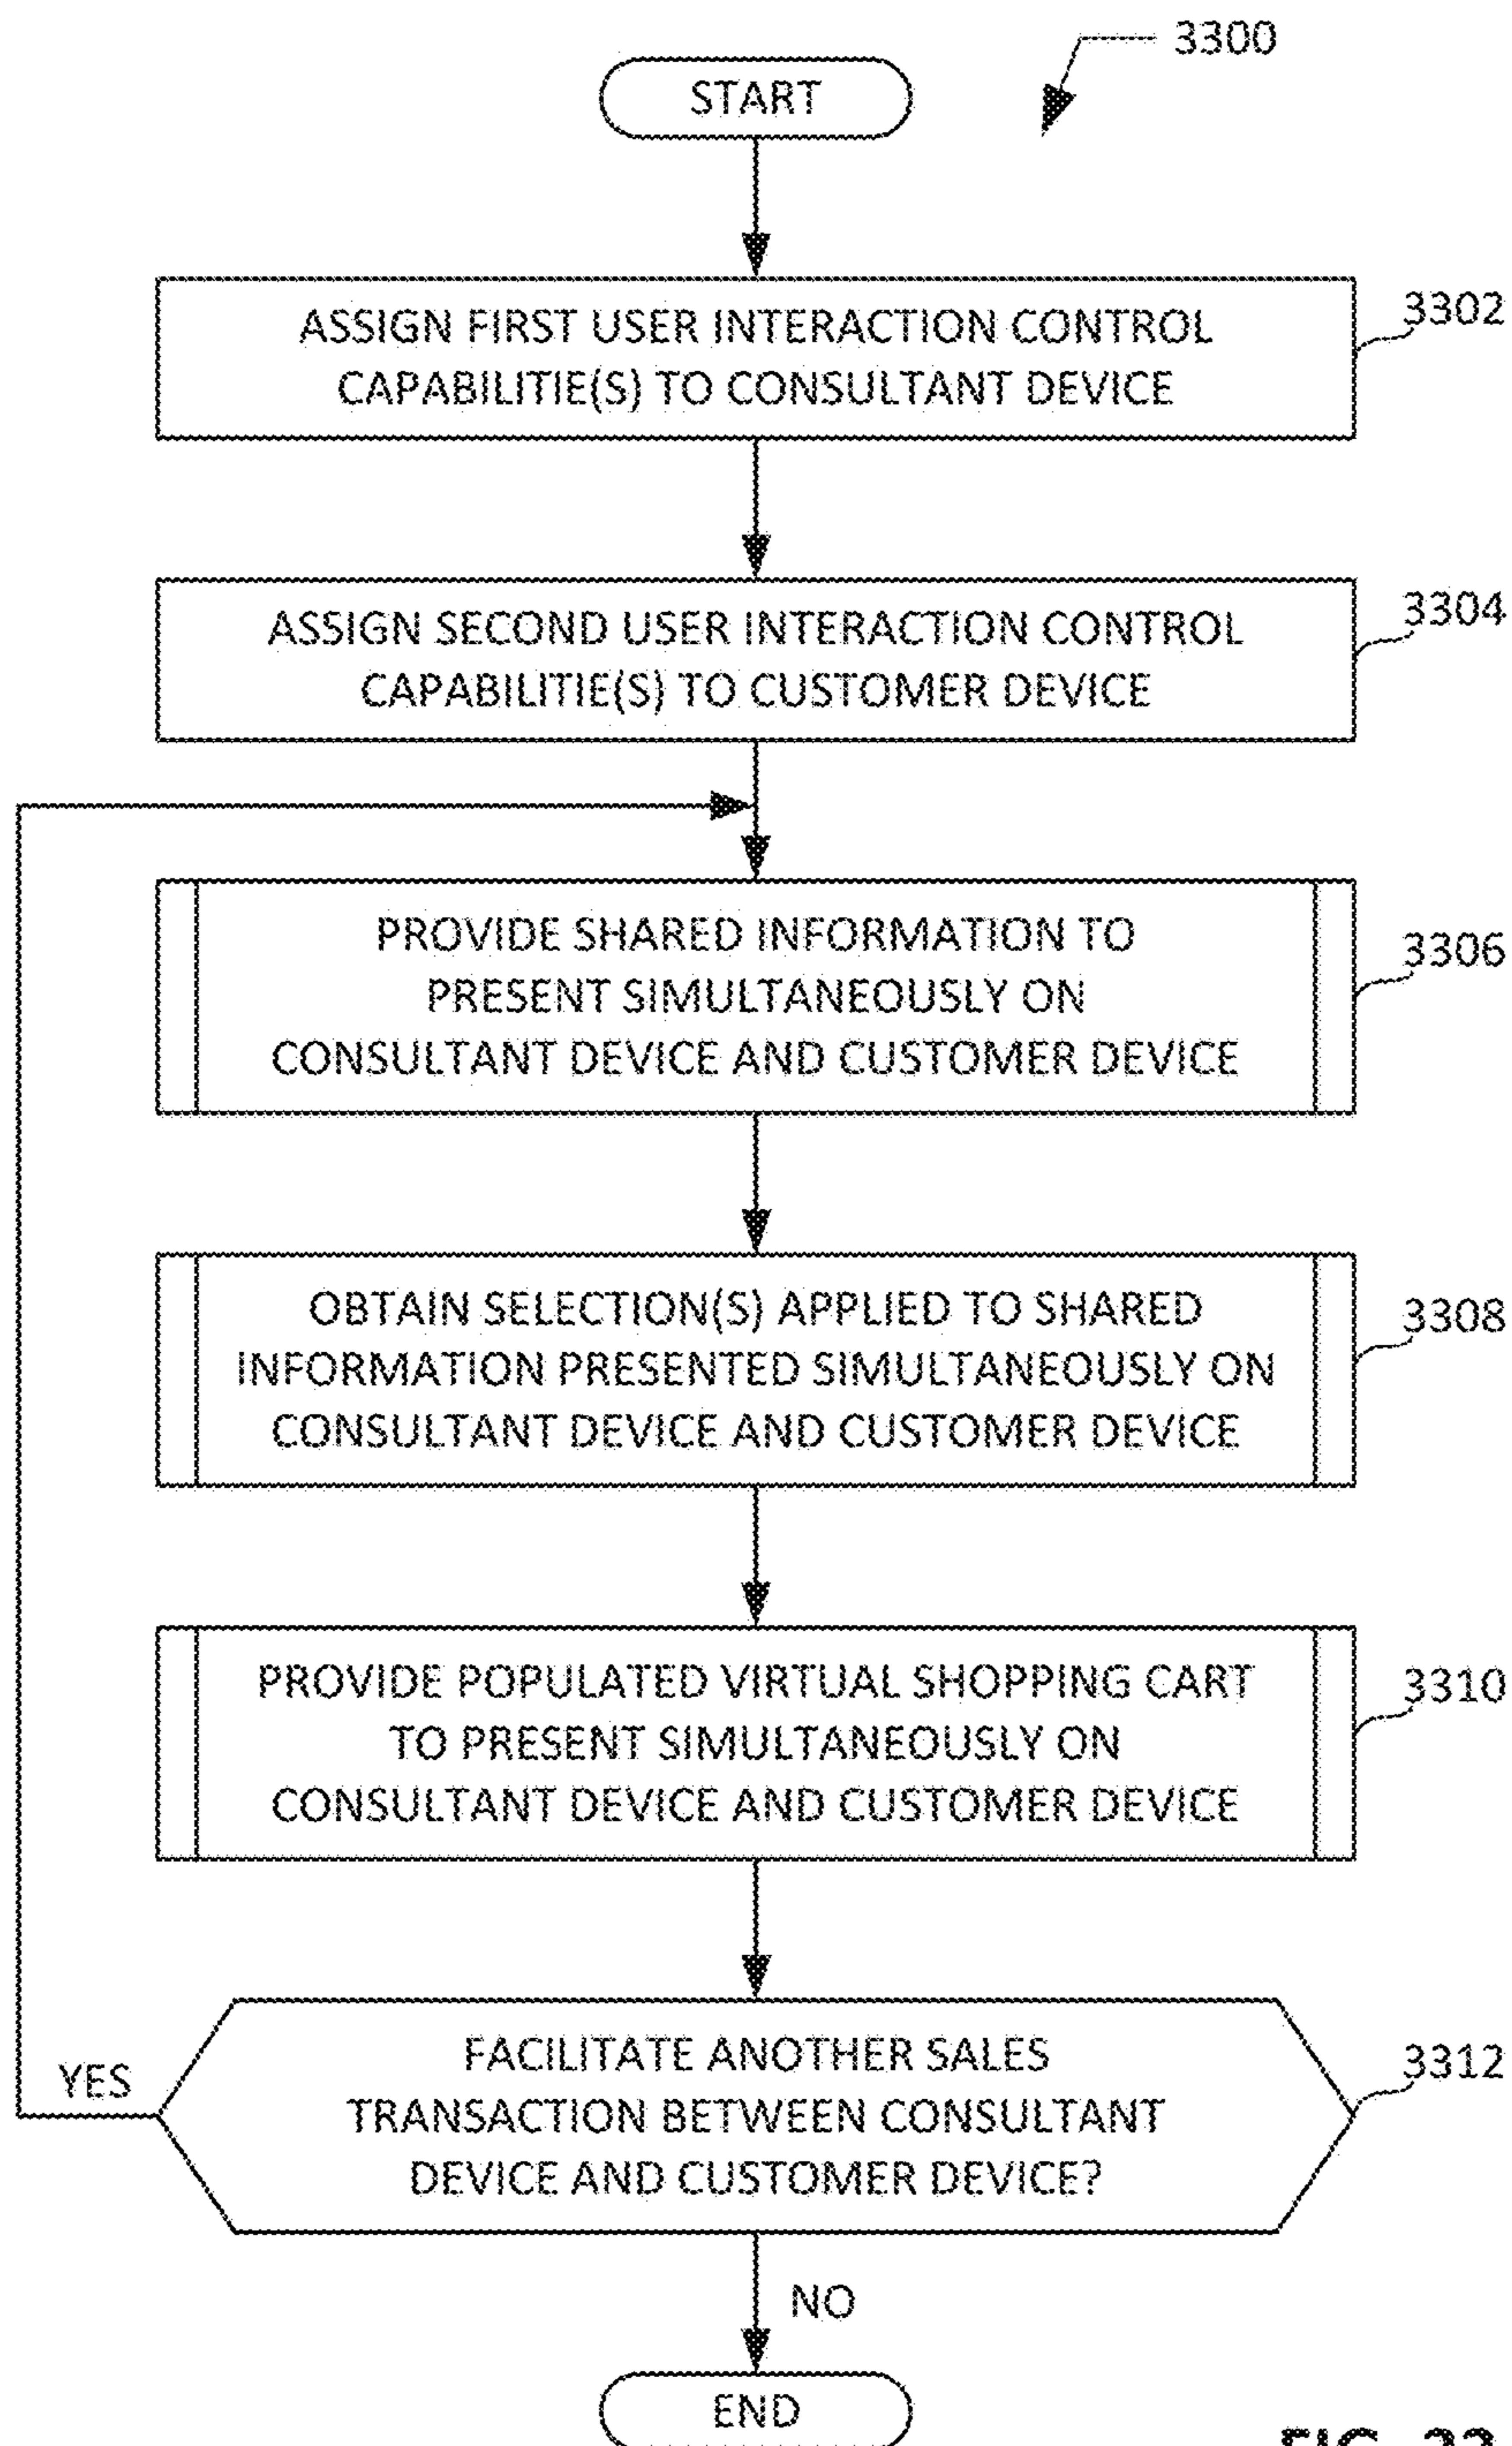 3300
START
ASSIGN FIRST USER INTERACTION CONTROL
CAPABILITIE(S) TO CONSULTANT DEVICE
3302
ASSIGN SECOND USER INTERACTION CONTROL
CAPABILITIE(S) TO CUSTOMER DEVICE
3304
PROVIDE SHARED INFORMATION TO
PRESENT SIMULTANEOUSLY ON
CONSULTANT DEVICE AND CUSTOMER DEVICE
3306
OBTAIN SELECTION(S) APPLIED TO SHARED
INFORMATION PRESENTED SIMULTANEOUSLY ON
CONSULTANT DEVICE AND CUSTOMER DEVICE
3308
PROVIDE POPULATED VIRTUAL SHOPPING CART
TO PRESENT SIMULTANEOUSLY ON
CONSULTANT DEVICE AND CUSTOMER DEVICE
3310
FACILITATE ANOTHER SALES
TRANSACTION BETWEEN CONSULTANT
DEVICE AND CUSTOMER DEVICE?
3312
YES
NO
END
FIG. 33